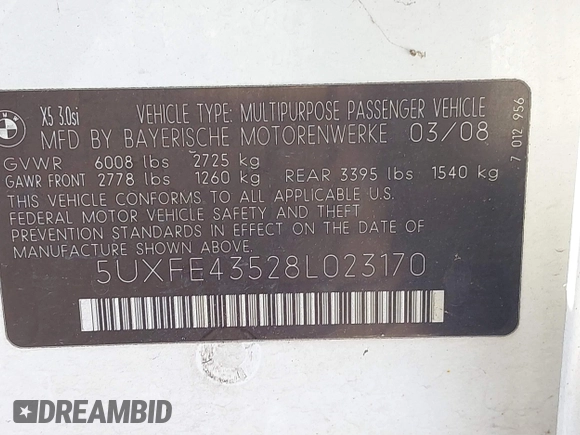 X5 3.0si VEHICLE TYPE: MULTIPURPOSE PASSENGER VEHICLE
MFD BY BAYERISCHE MOTORENWERKE 03/08
GVWR 6008 lbs 2725 kg
GAWR FRONT 2778 lbs 1260 kg REAR 3395 lbs 1540 kg
THIS VEHICLE CONFORMS TO ALL APPLICABLE U.S.
FEDERAL MOTOR VEHICLE SAFETY AND THEFT
PREVENTION STANDARDS IN EFFECT ON THE DATE OF
MANUFACTURE.
5UXFE43528L023170
7 012 956
DREAMBID